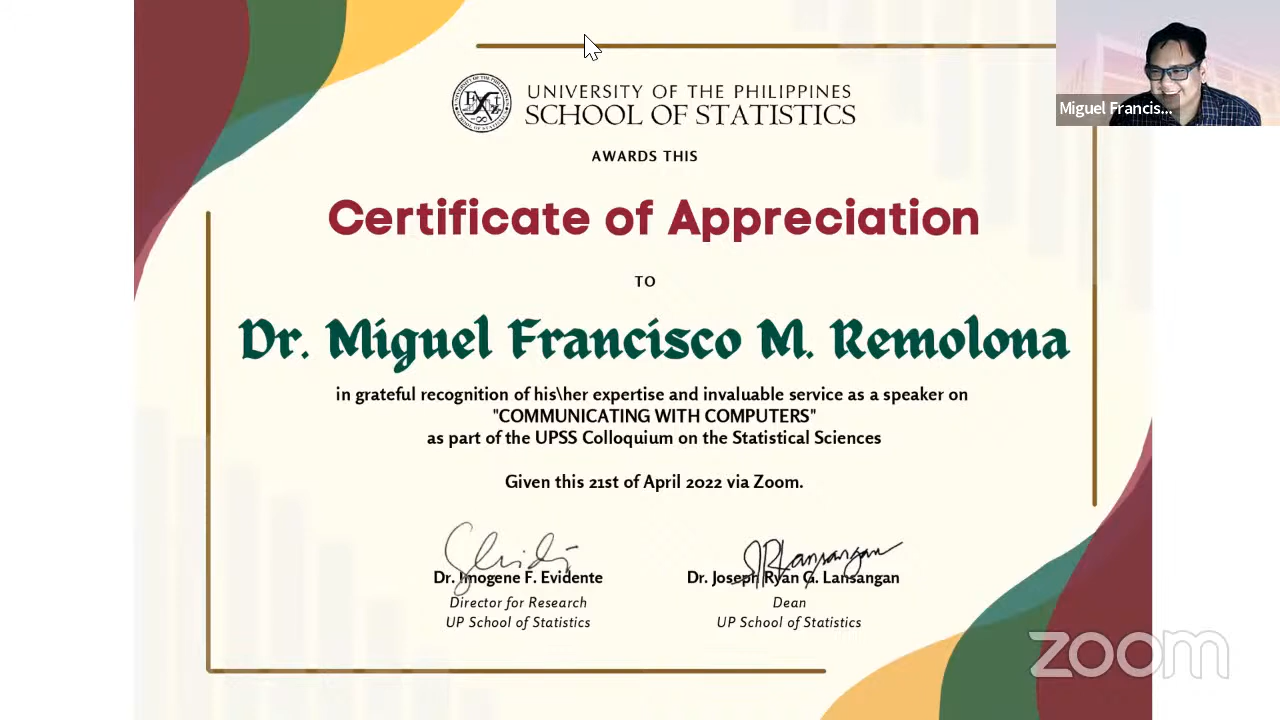 UNIVERSITY OF THE PHILIPPINES
SCHOOL OF STATISTICS
AWARDS THIS
Miguel Francis...
Certificate of Appreciation
TO
Dr. Miguel Francisco M. Remolona
in grateful recognition of his\her expertise and invaluable service as a speaker on
"COMMUNICATING WITH COMPUTERS"
as part of the UPSS Colloquium on the Statistical Sciences
Given this 21st of April 2022 via Zoom.
Dr. Imogene F. Evidente
Director for Research
UP School of Statistics
Dr. Joseph Ryan G. Lansangan
Dean
UP School of Statistics
zoom